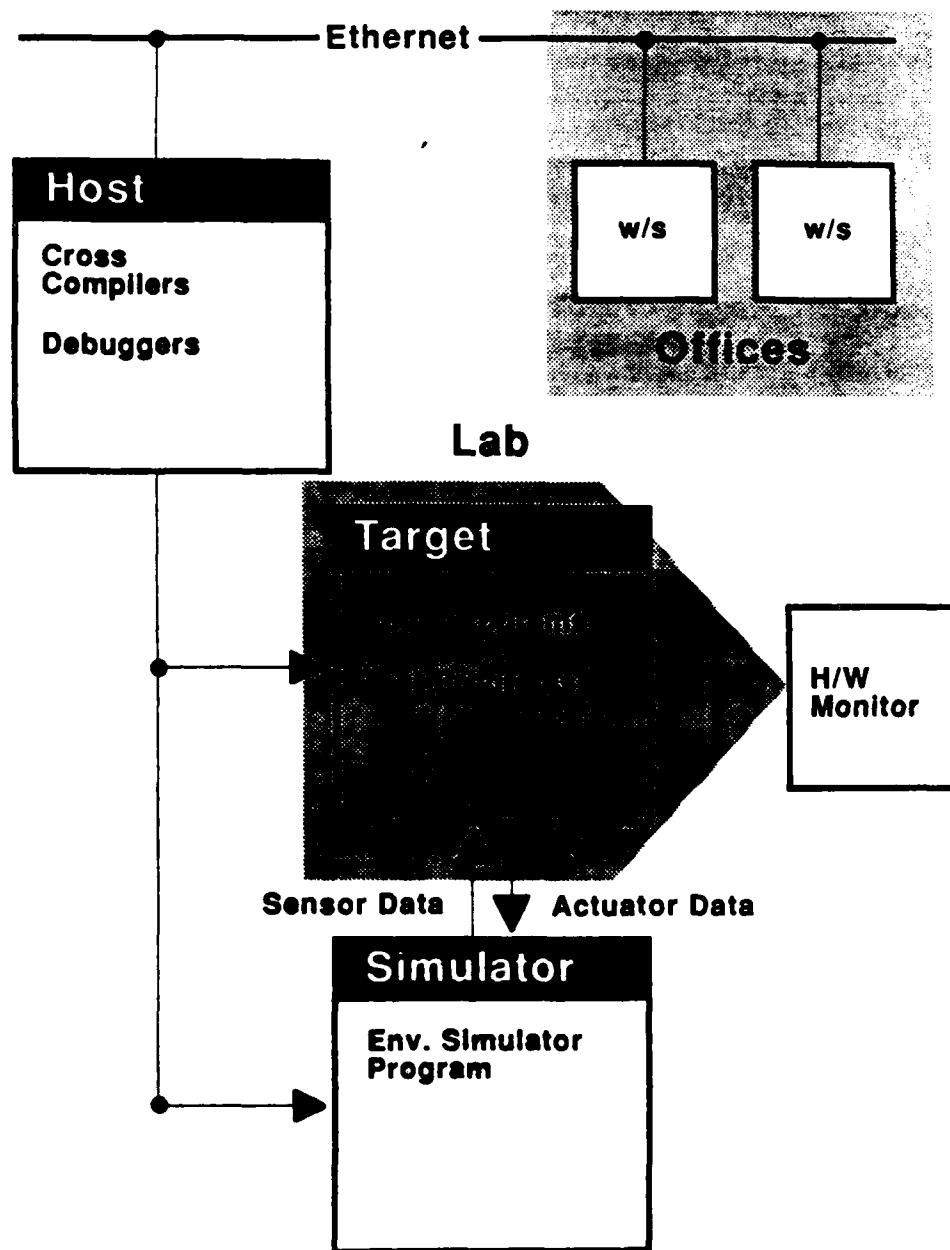 Ethernet
Host
Cross
Compilers
Debuggers
w/s
w/s
Offices
Lab
Target
H/W
Monitor
Sensor Data
Actuator Data
Simulator
Env. Simulator
Program